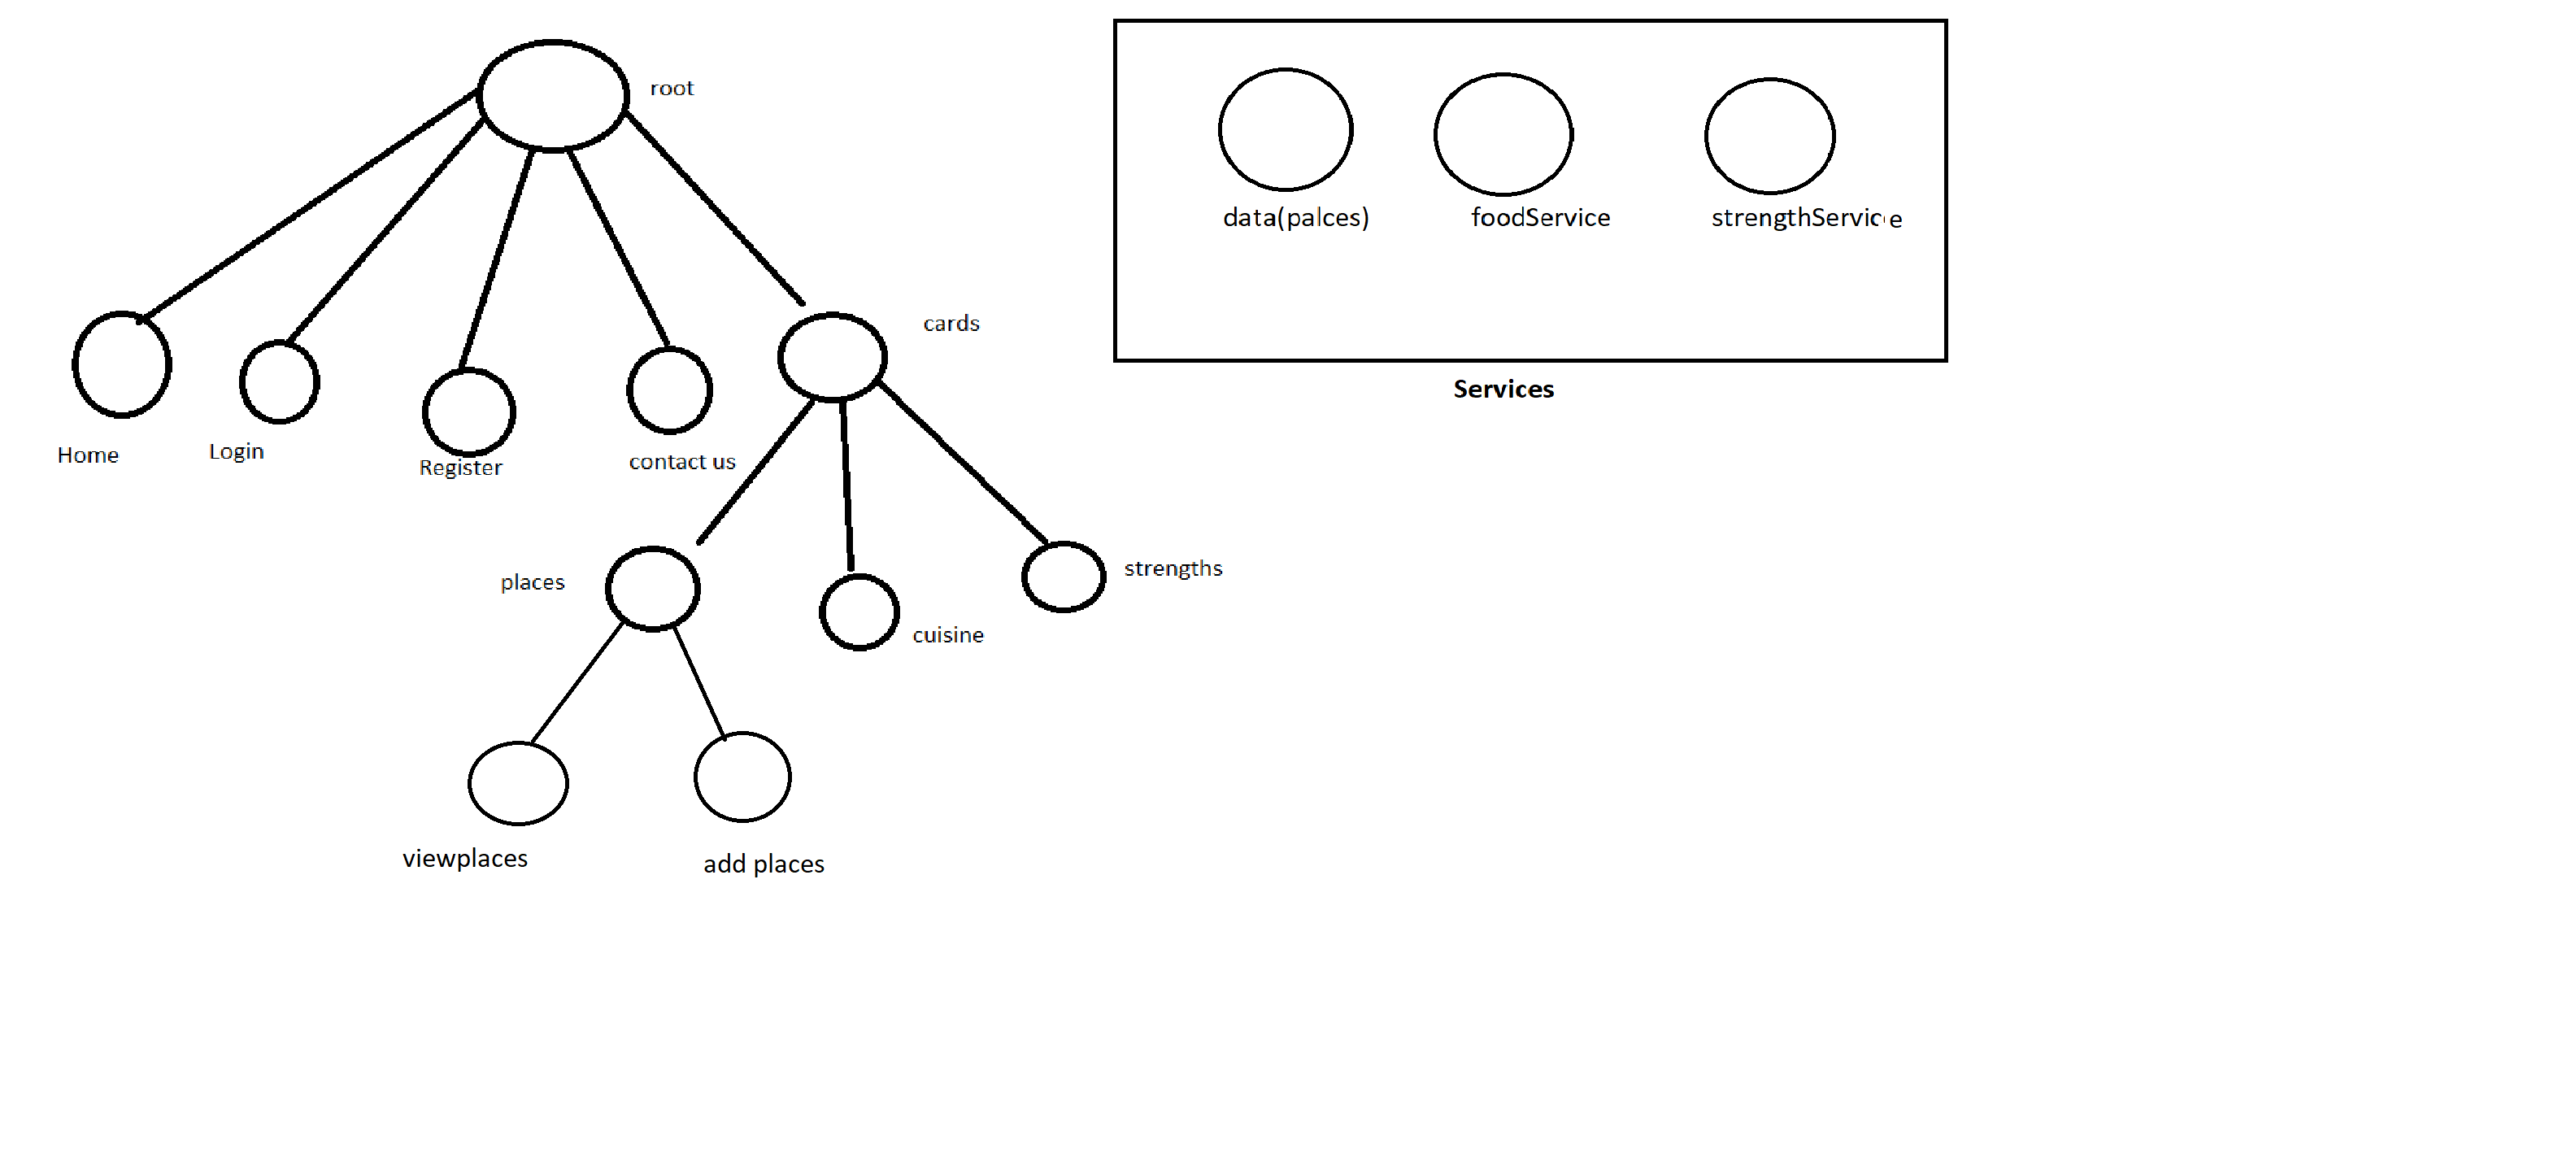 root
cards
Home
Login
Register
contact us
places
cuisine
strengths
viewplaces
add places
data(palces)
foodService
strengthService
Services